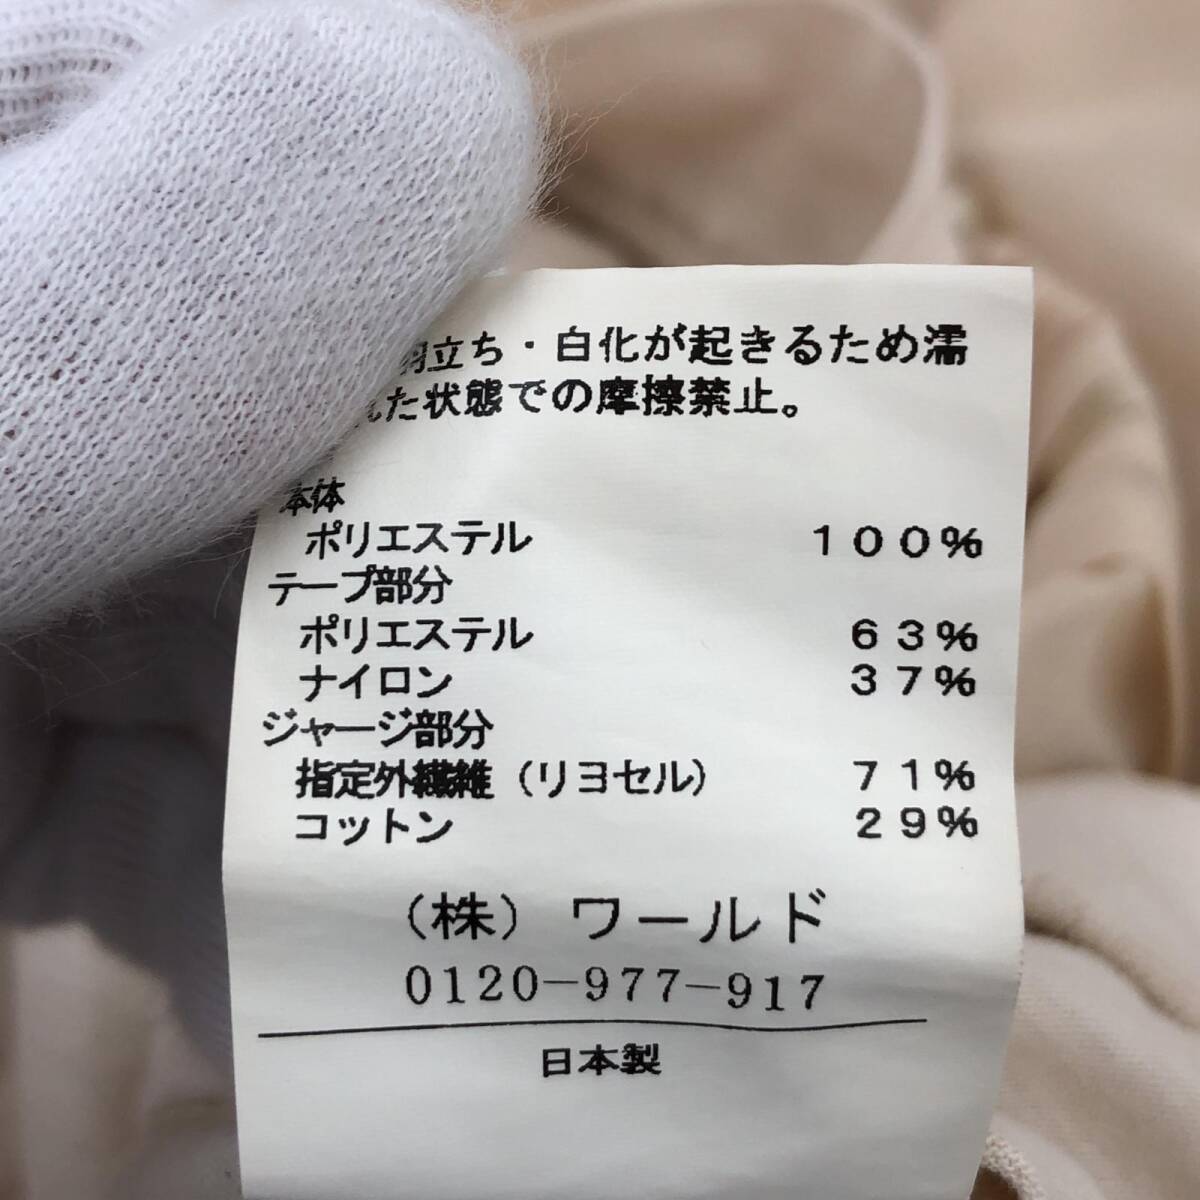 立ち・白化が起きるため濡
れた状態での摩擦禁止。
本体
ポリエステル 100%
テープ部分
ポリエステル 63%
ナイロン 37%
ジャージ部分
指定外繊維(リヨセル) 71%
コットン 29%
(株)ワールド
0120-977-917
日本製